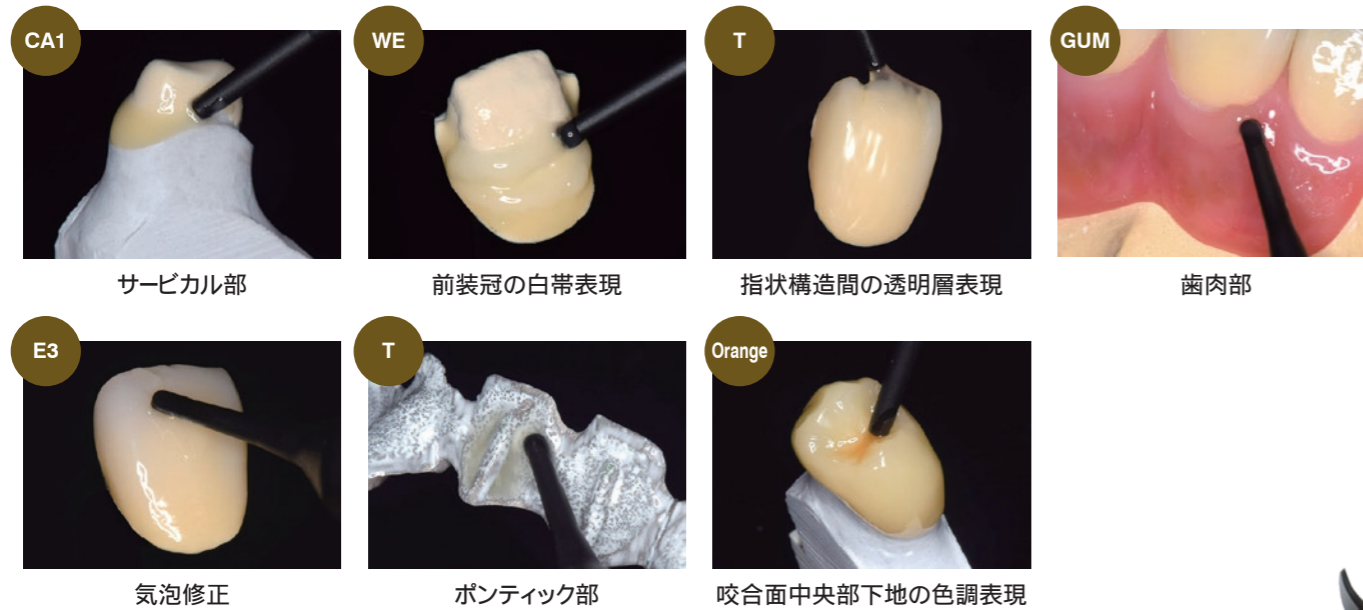 CA1
サービカル部
WE
前装冠の白帯表現
T
指状構造間の透明層表現
GUM
歯肉部
E3
気泡修正
T
ポンティック部
Orange
咬合面中央部下地の色調表現